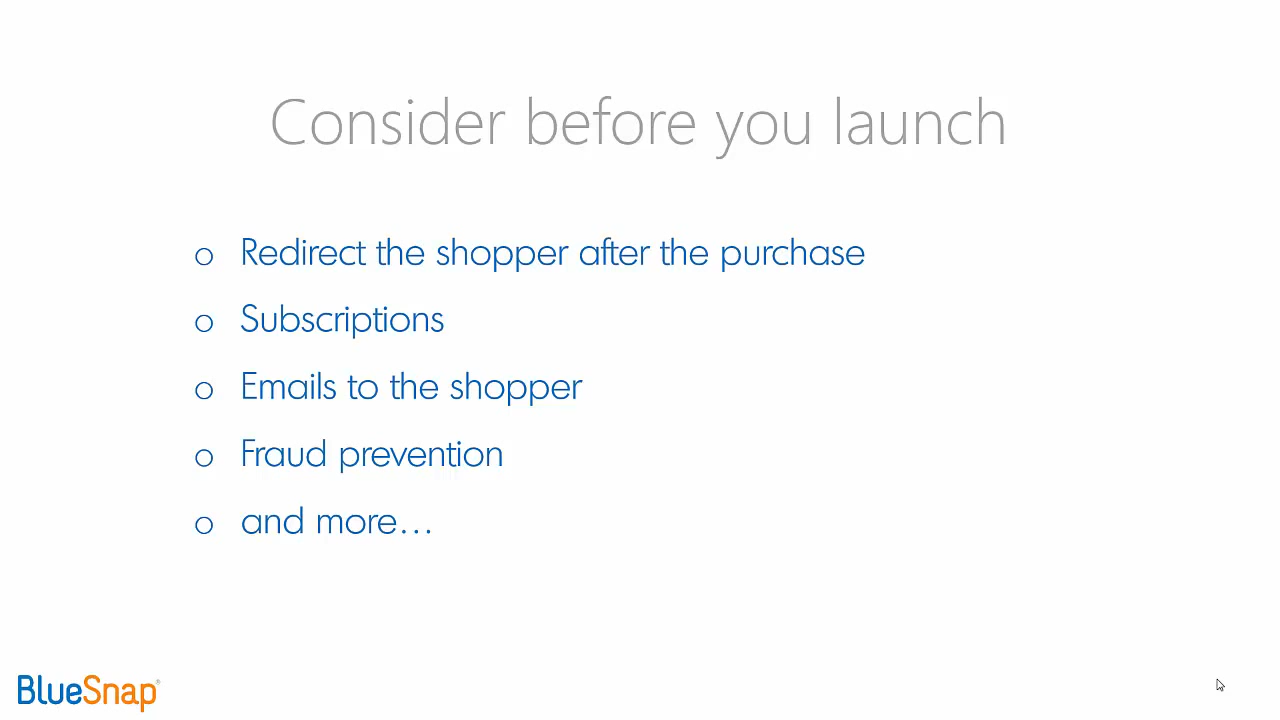 Consider before you launch
o Redirect the shopper after the purchase
o Subscriptions
o Emails to the shopper
o Fraud prevention
o and more…
BlueSnap®